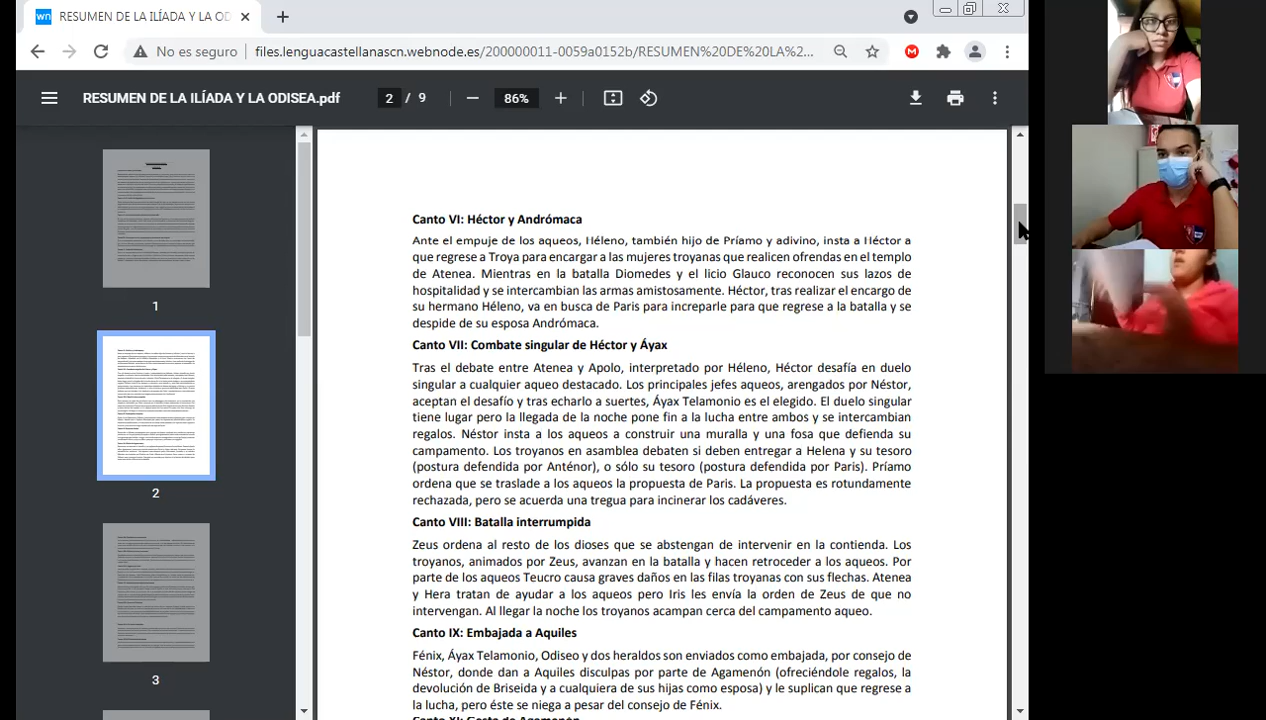 RESUMEN DE LA ILÍADA Y LA OD
No es seguro
files.lenguacastellanascn.webnode.es/200000011-0059a0152b/RESUMEN%20DE%20LA%2...
RESUMEN DE LA ILÍADA Y LA ODISEA.pdf
2 / 9
86%
1
2
3
Canto VI: Héctor y Andrómaca
Ante el empuje de los aqueos, Héleno, también hijo de Príamo y adivino, insta a Héctor a
que regrese a Troya para encargar a las mujeres troyanas que realicen ofrendas en el templo
de Atenea. Mientras en la batalla Diomedes y el licio Glauco reconocen sus lazos de
hospitalidad y se intercambian las armas amistosamente. Héctor, tras realizar el encargo de
su hermano Héleno, va en busca de Paris para increparle para que regrese a la batalla y se
despide de su esposa Andrómaca.
Canto VII: Combate singular de Héctor y Áyax
Tras el debate entre Atenea y Apolo, interpretado por Héleno, Héctor desafía en duelo
singular a cualquier aqueo destacado. Los principales jefes aqueos, arengados por Néstor,
aceptan el desafío y tras echarlo a suertes, Áyax Telamonio es el elegido. El duelo singular
tiene lugar pero la llegada de la noche pone fin a la lucha entre ambos y se intercambian
regalos. Néstor insta a los aqueos a construir una muralla y una fosa que defienda su
campamento. Los troyanos en asamblea debaten si deben entregar a Helena y su tesoro
(postura defendida por Anténor), o sólo su tesoro (postura defendida por Paris). Príamo
ordena que se traslade a los aqueos la propuesta de Paris. La propuesta es rotundamente
rechazada, pero se acuerda una tregua para incinerar los cadáveres.
Canto VIII: Batalla interrumpida
Zeus ordena al resto de los dioses que se abstengan de intervenir en la contienda. Los
troyanos, animados por Zeus, avanzan en la batalla y hacen retroceder a los aqueos. Por
parte de los aqueos Teucro causa graves daños en las filas troyanas con sus flechas. Atenea
y Hera tratan de ayudar a los aqueos pero Iris les envía la orden de Zeus de que no
intervengan. Al llegar la noche los troyanos acampan cerca del campamento aqueo.
Canto IX: Embajada a Aquiles
Fénix, Áyax Telamonio, Odiseo y dos heraldos son enviados como embajada, por consejo de
Néstor, donde dan a Aquiles disculpas por parte de Agamenón (ofreciéndole regalos, la
devolución de Briseida y a cualquiera de sus hijas como esposa) y le suplican que regrese a
la lucha, pero éste se niega a pesar del consejo de Fénix.
Canto XI: Gesta de Agamenón